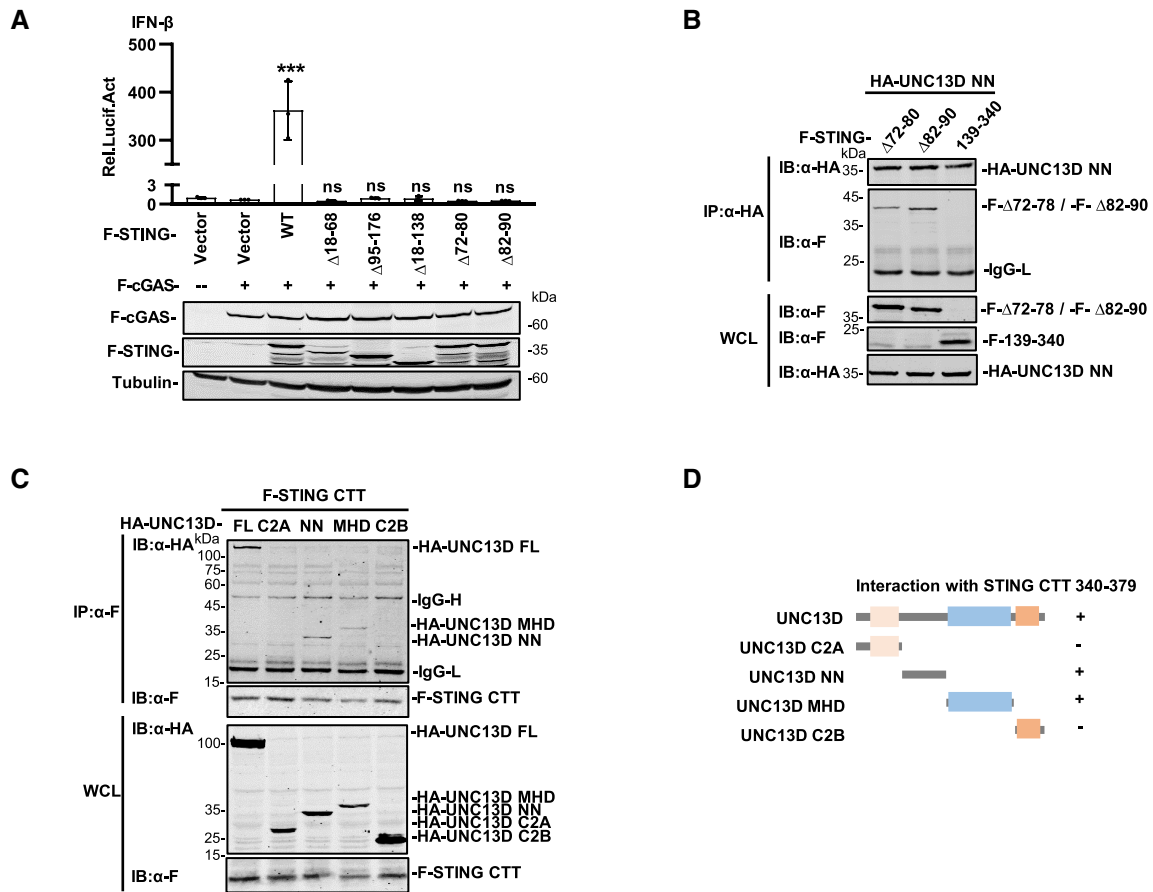 A
IFN-β
Rel.Lucif.Act
500
400
300
200
3
0
ns ns ns ns ns
***
F-STING-
Vector
Vector
WT
Δ18-68
Δ95-176
Δ18-138
Δ72-80
Δ82-90
F-cGAS- -- + + + + + + +
kDa
F-cGAS- -60
F-STING- -35
Tubulin- -60
B
HA-UNC13D NN
F-STING- Δ72-80 Δ82-90 139-340
kDa
IP:α-HA
IB:α-HA 35- -HA-UNC13D NN
45-
-F-Δ72-78 / -F- Δ82-90
35-
IB:α-F
25-
-IgG-L
WCL
IB:α-F 35- -F-Δ72-78 / -F- Δ82-90
25-
IB:α-F -F-139-340
15-
IB:α-HA 35- -HA-UNC13D NN
C
F-STING CTT
HA-UNC13D- FL C2A NN MHD C2B
kDa
IP:α-F
IB:α-HA
-HA-UNC13D FL
100-
75-
60-
45-
-IgG-H
35-
-HA-UNC13D MHD
-HA-UNC13D NN
25-
-IgG-L
15-
IB:α-F -F-STING CTT
WCL
IB:α-HA
-HA-UNC13D FL
100-
-HA-UNC13D MHD
35-
-HA-UNC13D NN
-HA-UNC13D C2A
25-
-HA-UNC13D C2B
15-
IB:α-F -F-STING CTT
D
Interaction with STING CTT 340-379
UNC13D +
UNC13D C2A -
UNC13D NN +
UNC13D MHD +
UNC13D C2B -